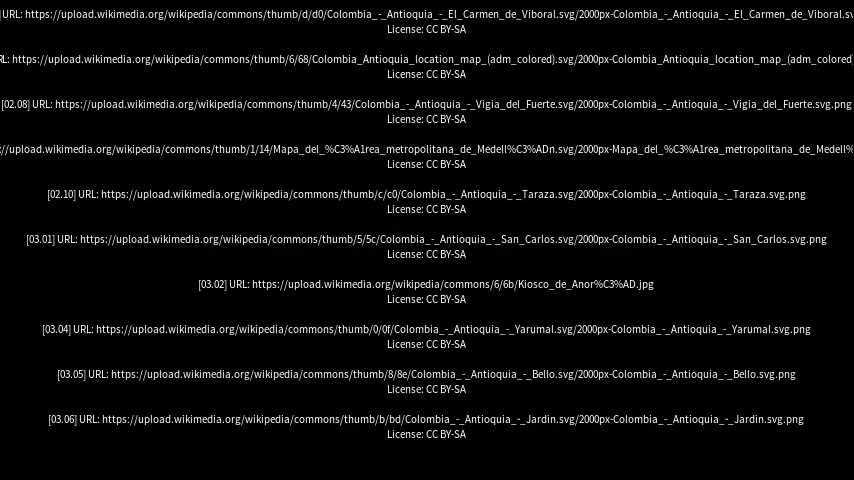 URL: https://upload.wikimedia.org/wikipedia/commons/thumb/d/d0/Colombia_-_Antioquia_-_El_Carmen_de_Viboral.svg/2000px-Colombia_-_Antioquia_-_El_Carmen_de_Viboral.sv
License: CC BY-SA
RL: https://upload.wikimedia.org/wikipedia/commons/thumb/6/68/Colombia_Antioquia_location_map_(adm_colored).svg/2000px-Colombia_Antioquia_location_map_(adm_colored)
License: CC BY-SA
[02.08] URL: https://upload.wikimedia.org/wikipedia/commons/thumb/4/43/Colombia_-_Antioquia_-_Vigia_del_Fuerte.svg/2000px-Colombia_-_Antioquia_-_Vigia_del_Fuerte.svg.png
License: CC BY-SA
://upload.wikimedia.org/wikipedia/commons/thumb/1/14/Mapa_del_%C3%A1rea_metropolitana_de_Medell%C3%ADn.svg/2000px-Mapa_del_%C3%A1rea_metropolitana_de_Medell%
License: CC BY-SA
[02.10] URL: https://upload.wikimedia.org/wikipedia/commons/thumb/c/c0/Colombia_-_Antioquia_-_Taraza.svg/2000px-Colombia_-_Antioquia_-_Taraza.svg.png
License: CC BY-SA
[03.01] URL: https://upload.wikimedia.org/wikipedia/commons/thumb/5/5c/Colombia_-_Antioquia_-_San_Carlos.svg/2000px-Colombia_-_Antioquia_-_San_Carlos.svg.png
License: CC BY-SA
[03.02] URL: https://upload.wikimedia.org/wikipedia/commons/6/6b/Kiosco_de_Anor%C3%AD.jpg
License: CC BY-SA
[03.04] URL: https://upload.wikimedia.org/wikipedia/commons/thumb/0/0f/Colombia_-_Antioquia_-_Yarumal.svg/2000px-Colombia_-_Antioquia_-_Yarumal.svg.png
License: CC BY-SA
[03.05] URL: https://upload.wikimedia.org/wikipedia/commons/thumb/8/8e/Colombia_-_Antioquia_-_Bello.svg/2000px-Colombia_-_Antioquia_-_Bello.svg.png
License: CC BY-SA
[03.06] URL: https://upload.wikimedia.org/wikipedia/commons/thumb/b/bd/Colombia_-_Antioquia_-_Jardin.svg/2000px-Colombia_-_Antioquia_-_Jardin.svg.png
License: CC BY-SA